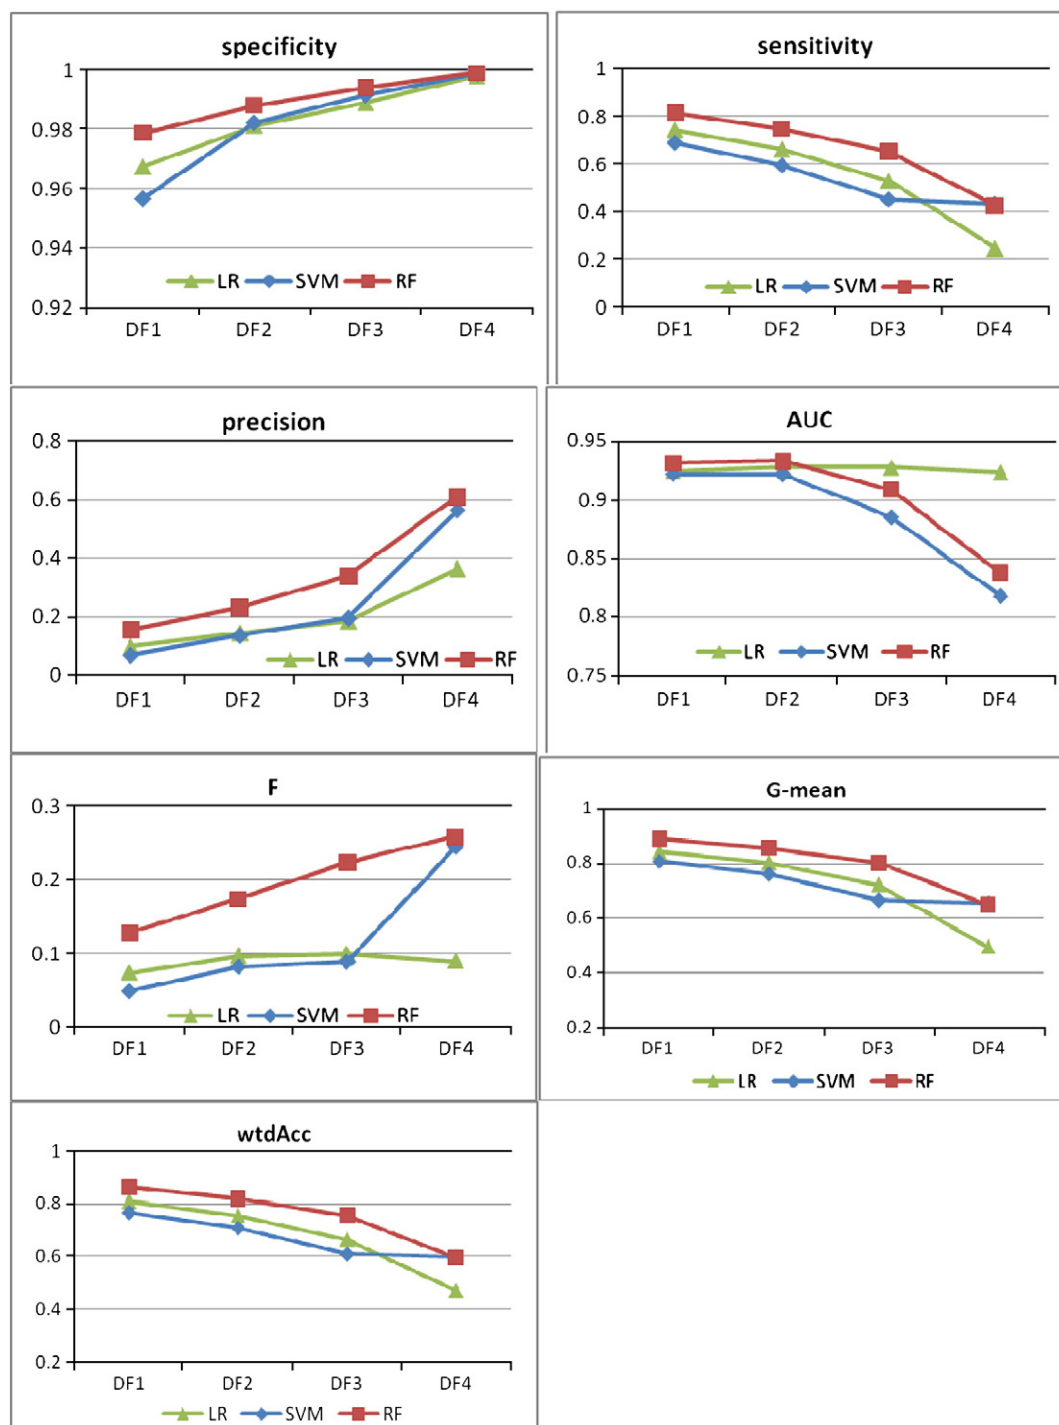 specificity
1
0.98
0.96
0.94
0.92
LR SVM RF
DF1 DF2 DF3 DF4
sensitivity
1
0.8
0.6
0.4
0.2
0
LR SVM RF
DF1 DF2 DF3 DF4
precision
0.8
0.6
0.4
0.2
0
LR SVM RF
DF1 DF2 DF3 DF4
AUC
0.95
0.9
0.85
0.8
0.75
LR SVM RF
DF1 DF2 DF3 DF4
F
0.3
0.2
0.1
0
LR SVM RF
DF1 DF2 DF3 DF4
G-mean
1
0.8
0.6
0.4
0.2
DF1 DF2 DF3 DF4
LR SVM RF
wtdAcc
1
0.8
0.6
0.4
0.2
DF1 DF2 DF3 DF4
LR SVM RF